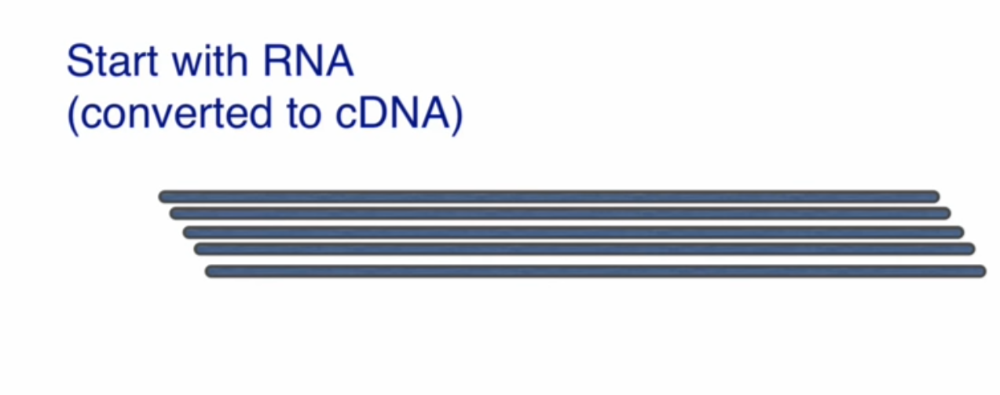 Start with RNA
(converted to cDNA)